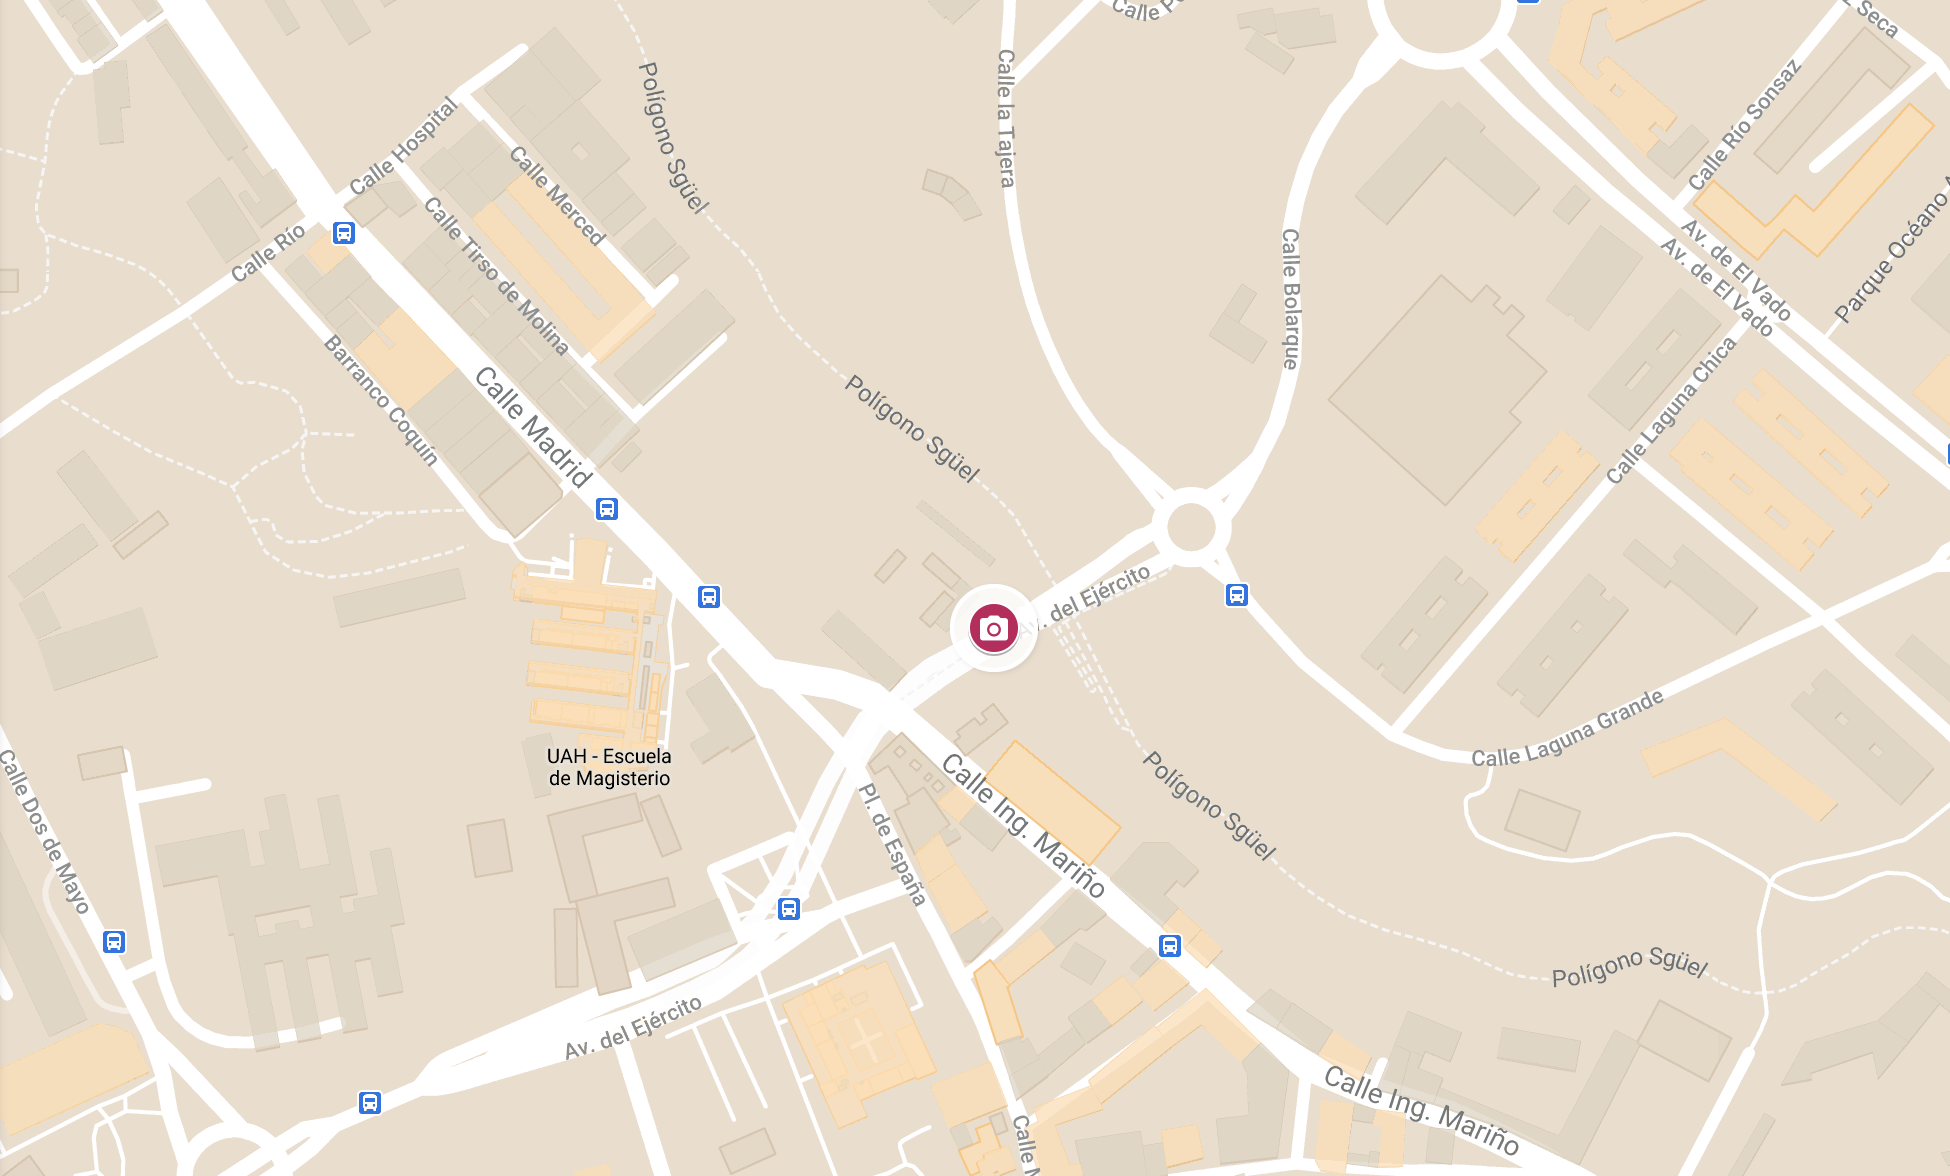 Calle la Tajera
Polígono Sgüel
Calle Hospital
Calle Merced
Calle Río Sonsaz
Calle Río
Calle Tirso de Molina
Calle Bolarque
Av. de El Vado
Av. de El Vado
Parque Océano
Barranco Coquín
Calle Madrid
Polígono Sgüel
Calle Laguna Chica
Av. del Ejército
UAH - Escuela
de Magisterio
Calle Laguna Grande
Calle Dos de Mayo
Pl. de España
Calle Ing. Mariño
Polígono Sgüel
Polígono Sgüel
Av. del Ejército
Calle Ing. Mariño
Calle
Seca
Calle